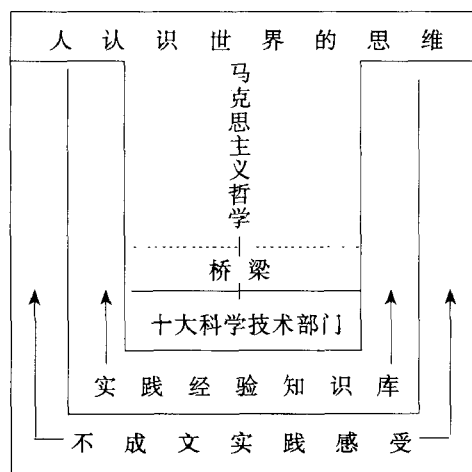 人认识世界的思维
马克思主义哲学
桥梁
十大科学技术部门
实践经验知识库
不成文实践感受